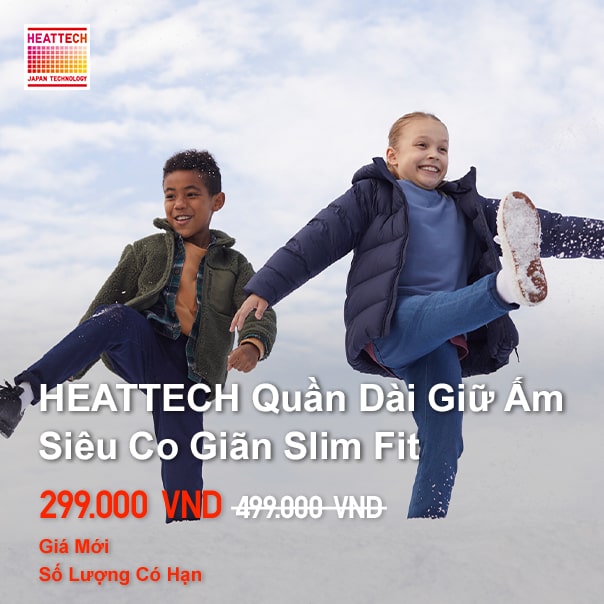 HEATTECH
JAPAN TECHNOLOGY
HEATTECH Quần Dài Giữ Ấm
Siêu Co Giãn Slim Fit
299.000 VND 499.000 VND
Giá Mới
Số Lượng Có Hạn